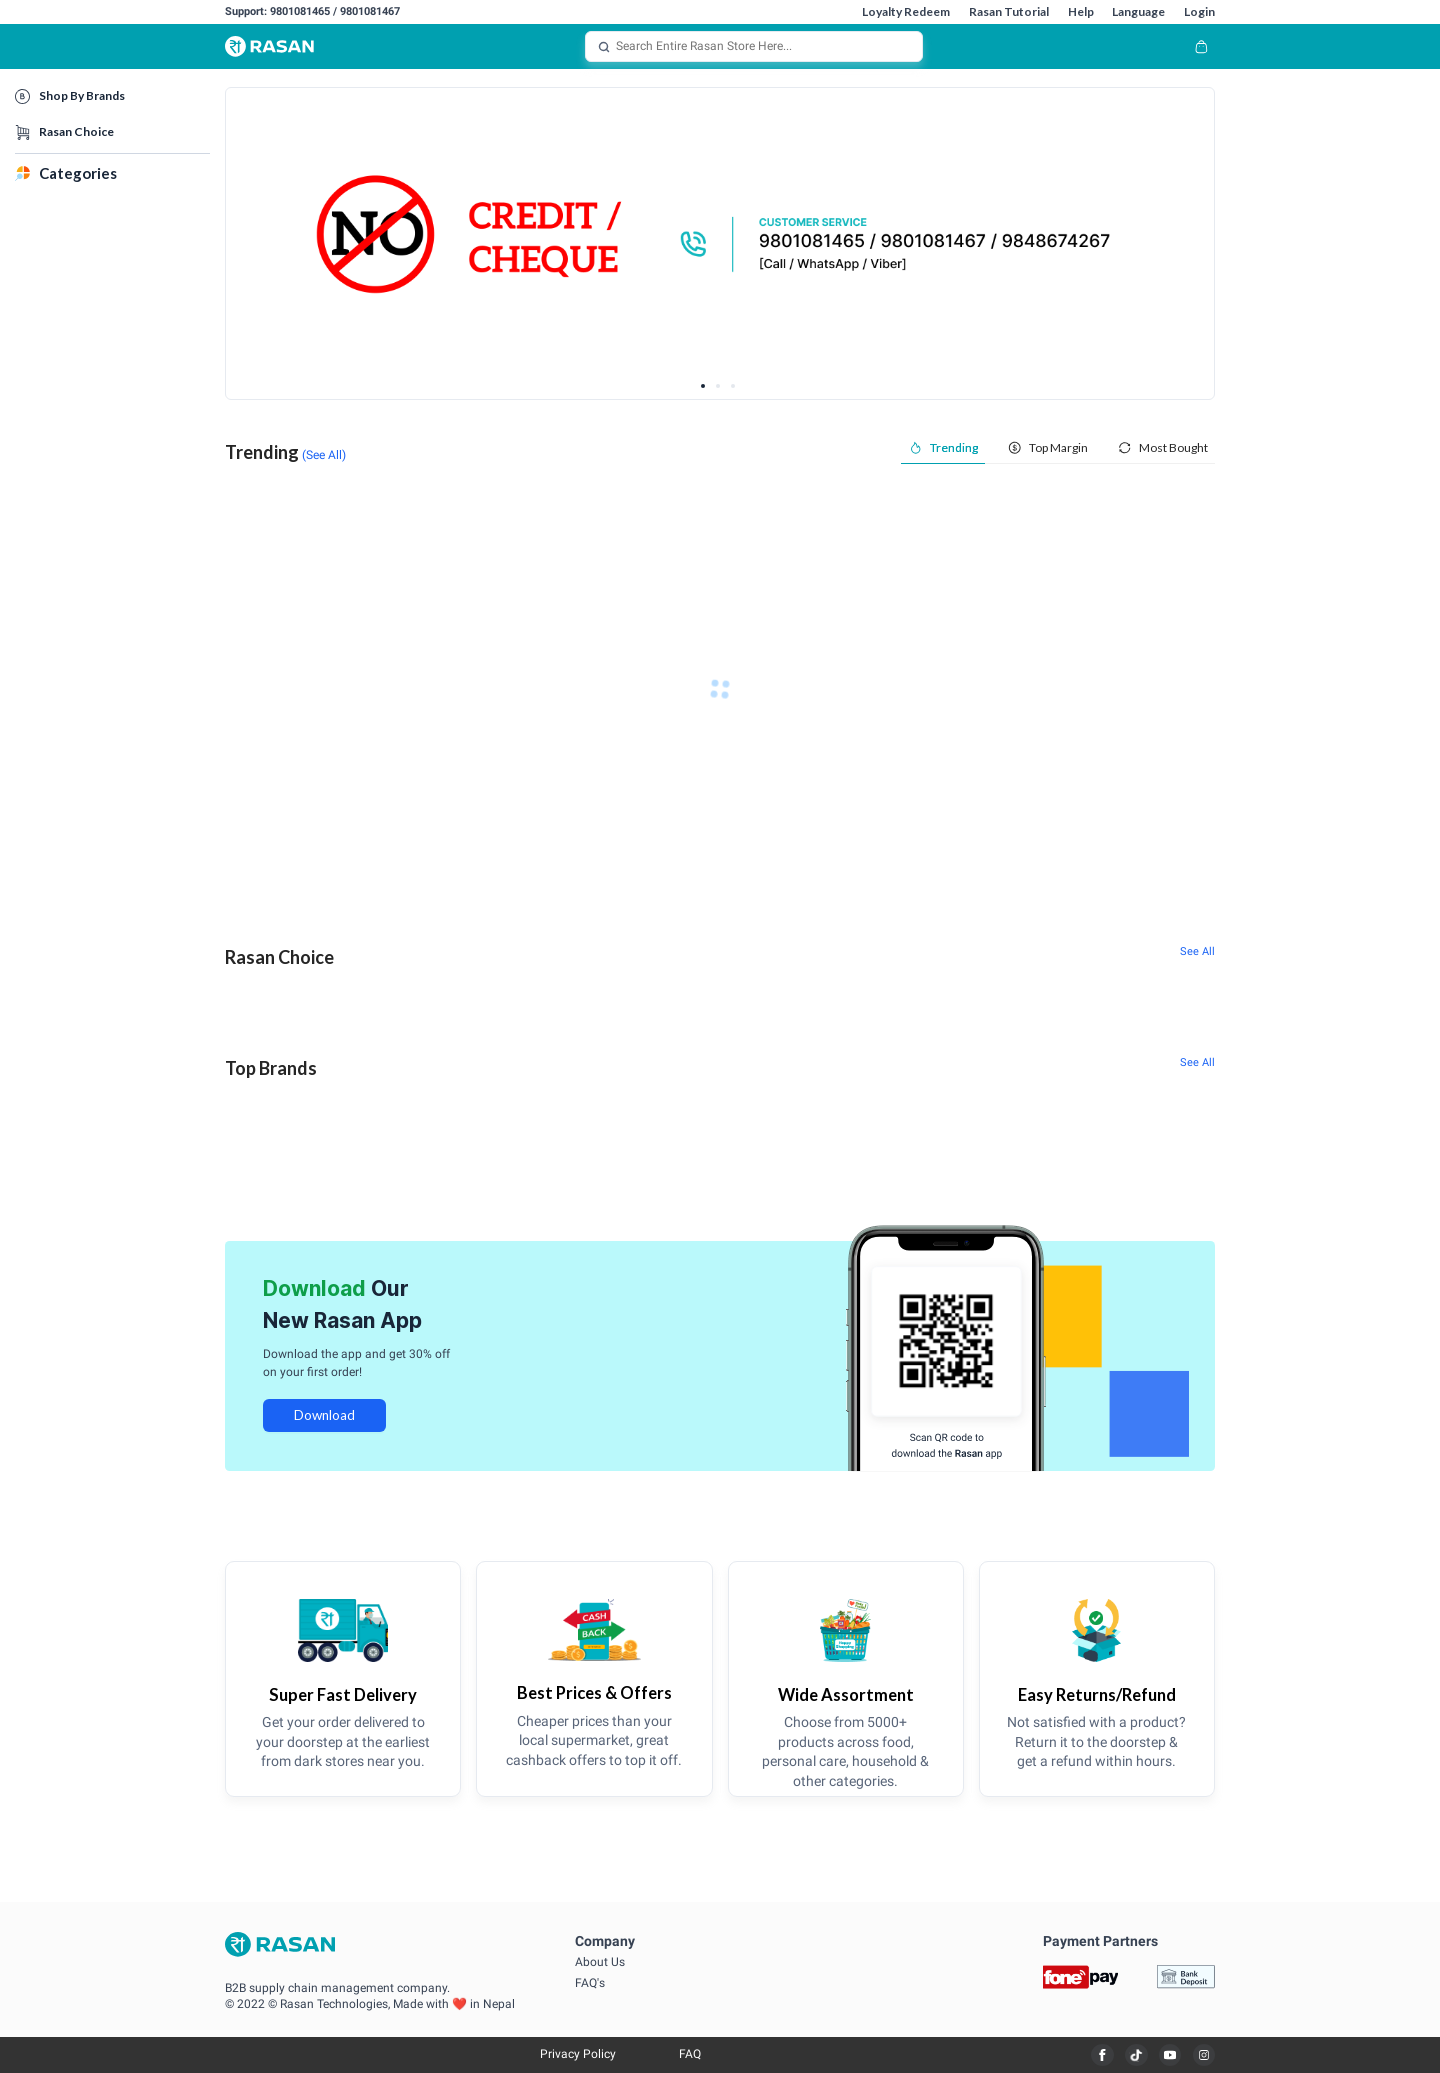 Support: 9801081465 / 9801081467
Loyalty Redeem Rasan Tutorial Help Language Login
RASAN
Search Entire Rasan Store Here...
Shop By Brands
Rasan Choice
Categories
NO
CREDIT /
CHEQUE
CUSTOMER SERVICE
9801081465 / 9801081467 / 9848674267
[Call / WhatsApp / Viber]
Trending (See All)
Trending Top Margin Most Bought
Rasan Choice
See All
Top Brands
See All
Download Our
New Rasan App
Download the app and get 30% off
on your first order!
Download
Scan QR code to
download the Rasan app
CASH
BACK
Super Fast Delivery
Get your order delivered to
your doorstep at the earliest
from dark stores near you.
Best Prices & Offers
Cheaper prices than your
local supermarket, great
cashback offers to top it off.
Wide Assortment
Choose from 5000+
products across food,
personal care, household &
other categories.
Easy Returns/Refund
Not satisfied with a product?
Return it to the doorstep &
get a refund within hours.
RASAN
B2B supply chain management company.
© 2022 © Rasan Technologies, Made with ❤️ in Nepal
Company
About Us
FAQ's
Payment Partners
fonepay
Bank
Deposit
Privacy Policy FAQ